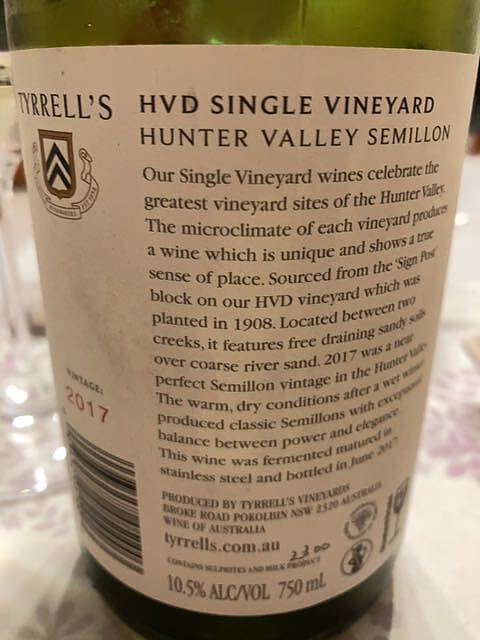 TYRRELL'S
HVD SINGLE VINEYARD
HUNTER VALLEY SEMILLON
Our Single Vineyard wines celebrate the
greatest vineyard sites of the Hunter Valley.
The microclimate of each vineyard produces
a wine which is unique and shows a true
sense of place. Sourced from the 'Sign Post'
block on our HVD vineyard which was
planted in 1908. Located between two
creeks, it features free draining sandy soils
over coarse river sand. 2017 was a near
perfect Semillon vintage in the Hunter Valley.
The warm, dry conditions after a wet winter
produced classic Semillons with exceptional
balance between power and elegance.
This wine was fermented matured in
stainless steel and bottled in June 2017.
VINTAGE:
2017
PRODUCED BY TYRRELL'S VINEYARDS
BROKE ROAD POKOLBIN NSW 2320 AUSTRALIA
WINE OF AUSTRALIA
tyrrells.com.au
2300
CONTAINS SULPHITES AND MILK PRODUCT
10.5% ALC/VOL 750 mL